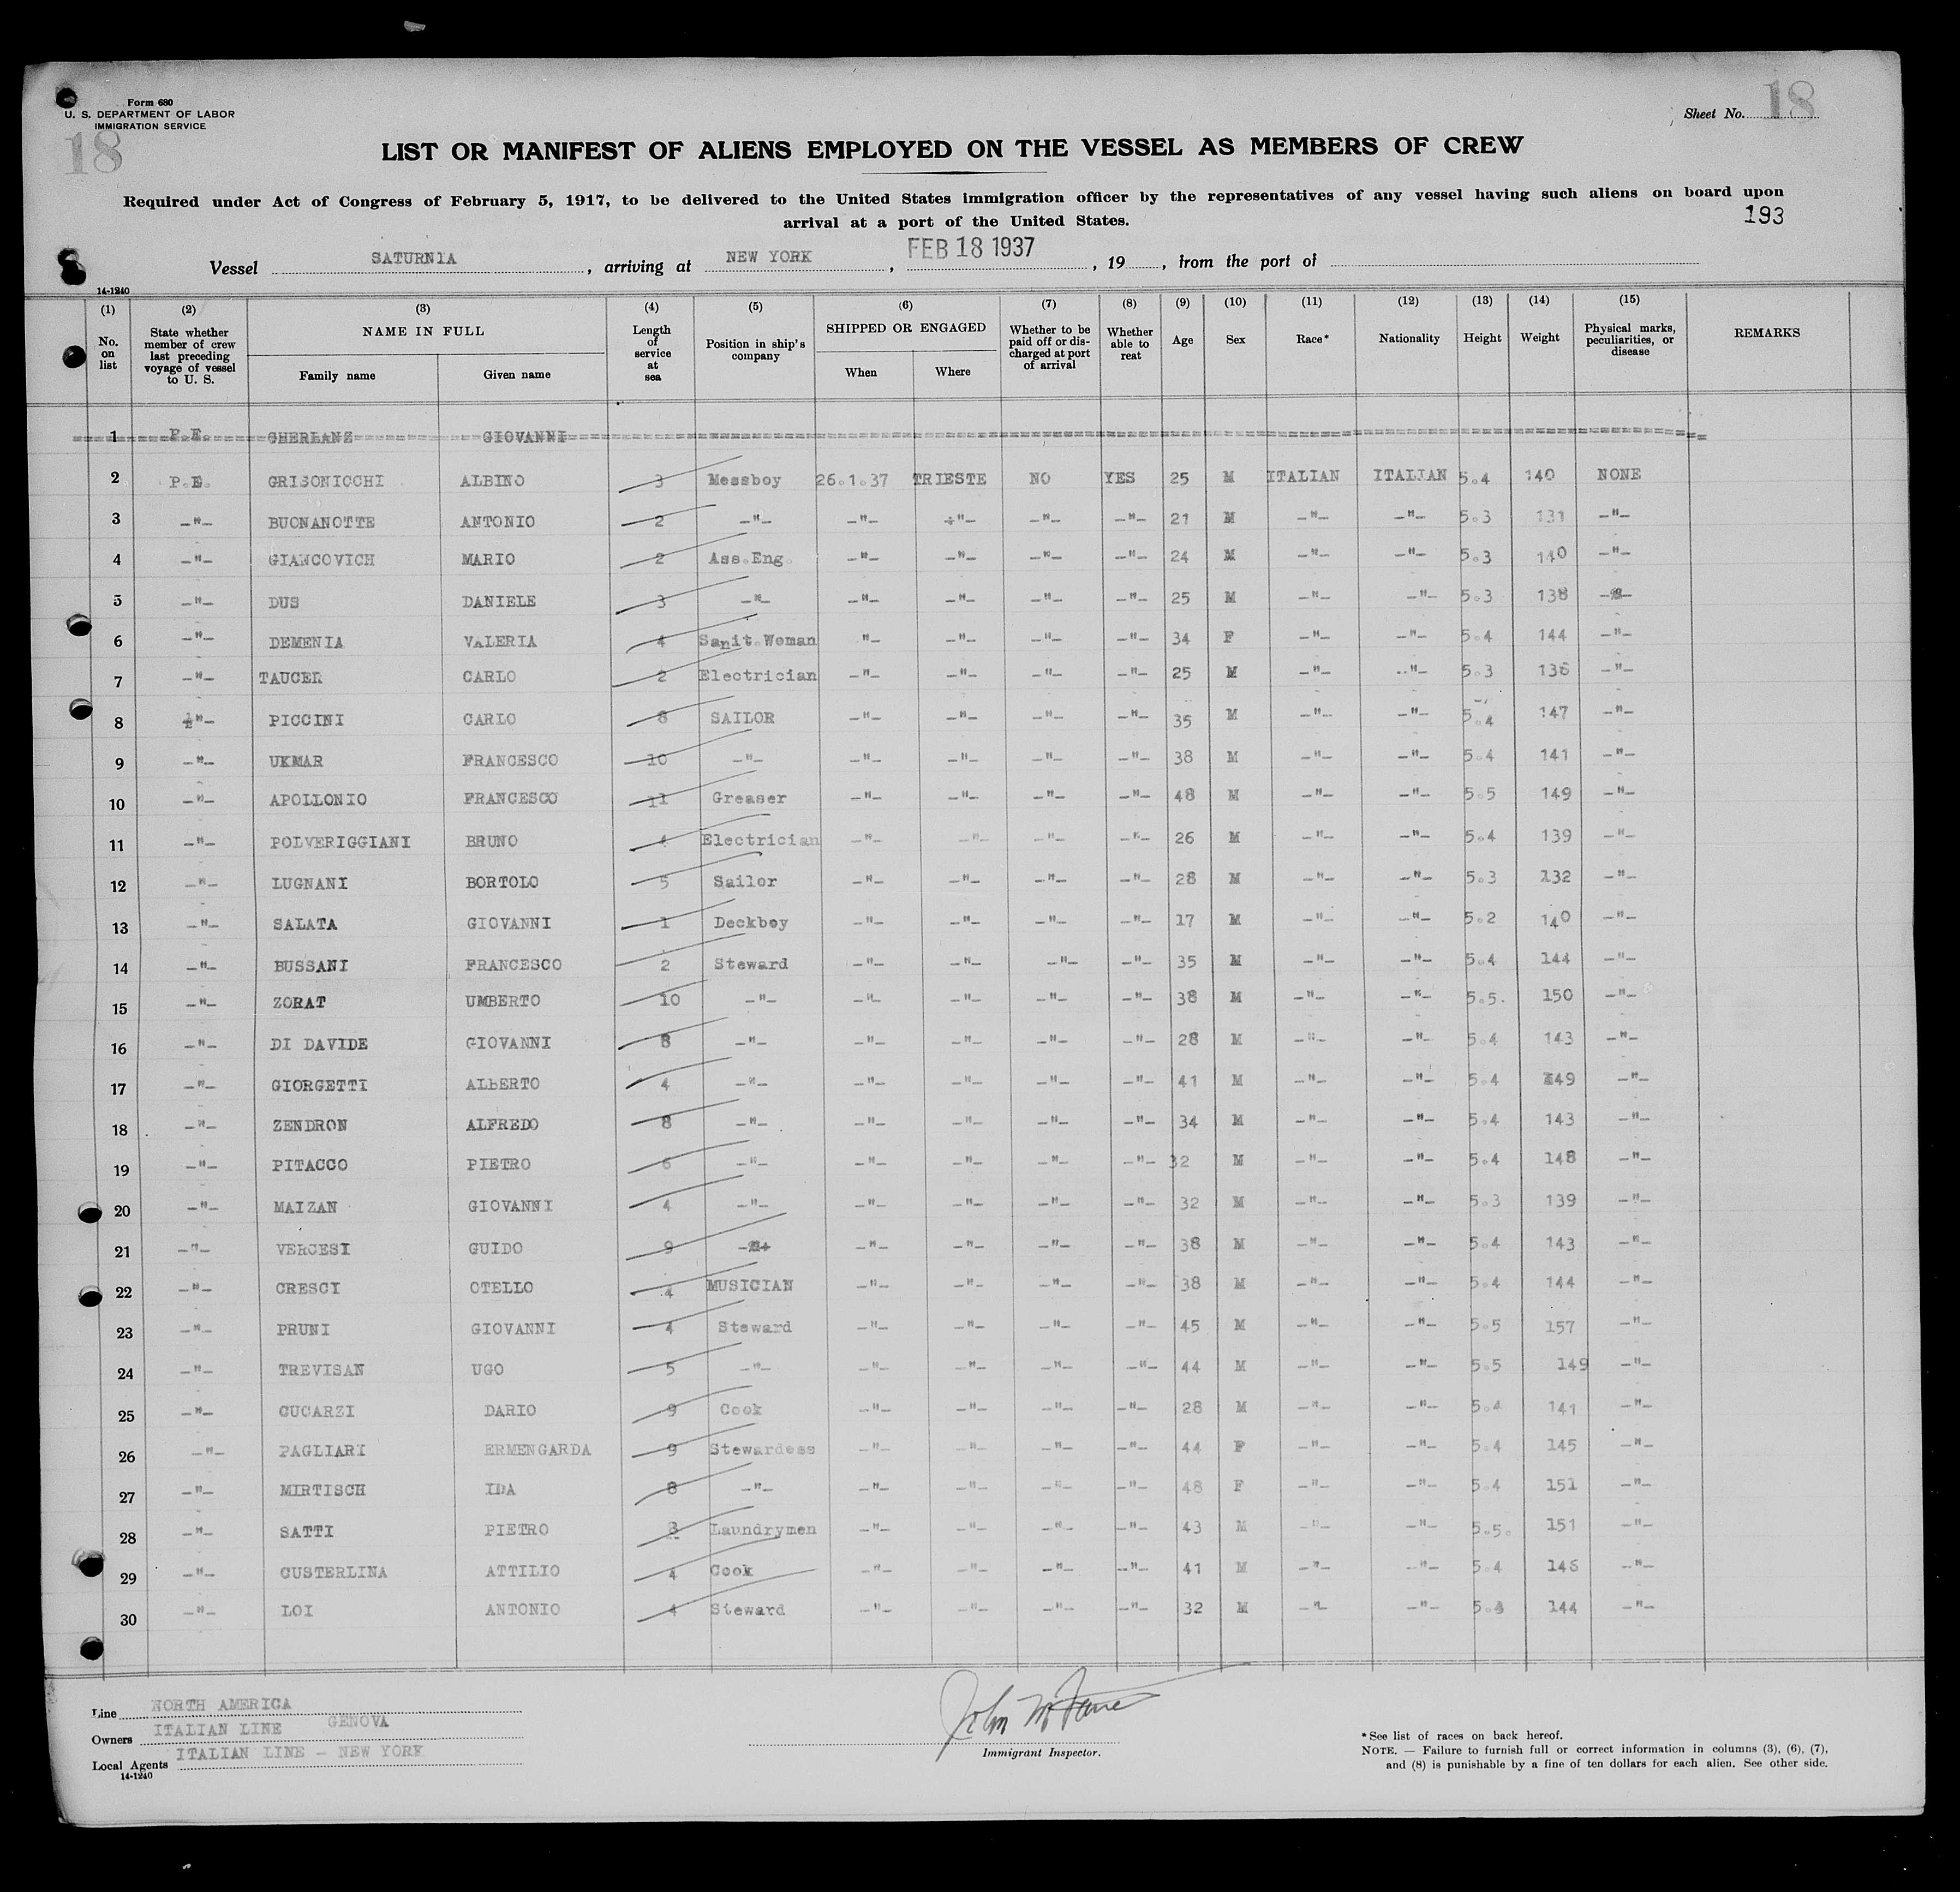 Form 680
U. S. DEPARTMENT OF LABOR
IMMIGRATION SERVICE
18
Sheet No. 18
LIST OR MANIFEST OF ALIENS EMPLOYED ON THE VESSEL AS MEMBERS OF CREW
Required under Act of Congress of February 5, 1917, to be delivered to the United States immigration officer by the representatives of any vessel having such aliens on board upon
arrival at a port of the United States.
193
Vessel SATURNIA, arriving at NEW YORK, FEB 18 1937, 19, from the port of
14-1240
(1) (2) (3) (4) (5) (6) (7) (8) (9) (10) (11) (12) (13) (14) (15)
No. on list
State whether member of crew last preceding voyage of vessel to U. S.
NAME IN FULL
Family name
Given name
Length of service at sea
Position in ship's company
SHIPPED OR ENGAGED
When
Where
Whether to be paid off or discharged at port of arrival
Whether able to reat
Age
Sex
Race*
Nationality
Height
Weight
Physical marks, peculiarities, or disease
REMARKS
1 P.E. GHERLANZ GIOVANNI
2 P.E. GRISONICCHI ALBINO 3 Messboy 26.1.37 TRIESTE NO YES 25 M ITALIAN ITALIAN 5.4 140 NONE
3 -"- BUONANOTTE ANTONIO 2 -"- -"- -"- -"- -"- 21 M -"- -"- 5.3 131 -"-
4 -"- GIANCOVICH MARIO 2 Ass.Eng. -"- -"- -"- -"- 24 M -"- -"- 5.3 140 -"-
5 -"- DUS DANIELE 3 -"- -"- -"- -"- -"- 25 M -"- -"- 5.3 138 -"-
6 -"- DEMENIA VALERIA 4 Sanit.Woman "- -"- -"- -"- 34 F -"- -"- 5.4 144 -"-
7 -"- TAUCER CARLO 2 Electrician -"- -"- -"- -"- 25 M -"- -"- 5.3 136 -"-
8 -"- PICCINI CARLO 8 SAILOR -"- -"- -"- -"- 35 M -"- -"- 5.4 147 -"-
9 -"- UKMAR FRANCESCO 10 -"- -"- -"- -"- -"- 38 M -"- -"- 5.4 141 -"-
10 -"- APOLLONIO FRANCESCO 11 Greaser -"- -"- -"- -"- 48 M -"- -"- 5.5 149 -"-
11 -"- POLVERIGGIANI BRUNO 4 Electrician -"- -"- -"- -"- 26 M -"- -"- 5.4 139 -"-
12 -"- LUGNANI BORTOLO 5 Sailor -"- -"- -"- -"- 28 M -"- -"- 5.3 132 -"-
13 -"- SALATA GIOVANNI 1 Deckboy -"- -"- -"- -"- 17 M -"- -"- 5.2 140 -"-
14 -"- BUSSANI FRANCESCO 2 Steward -"- -"- -"- -"- 35 M -"- -"- 5.4 144 -"-
15 -"- ZORAT UMBERTO 10 -"- -"- -"- -"- -"- 38 M -"- -"- 5.5. 150 -"-
16 -"- DI DAVIDE GIOVANNI 8 -"- -"- -"- -"- -"- 28 M -"- -"- 5.4 143 -"-
17 -"- GIORGETTI ALBERTO 4 -"- -"- -"- -"- -"- 41 M -"- -"- 5.4 149 -"-
18 -"- ZENDRON ALFREDO 8 -"- -"- -"- -"- -"- 34 M -"- -"- 5.4 143 -"-
19 -"- PITACCO PIETRO 6 -"- -"- -"- -"- -"- 32 M -"- -"- 5.4 148 -"-
20 -"- MAIZAN GIOVANNI 4 -"- -"- -"- -"- -"- 32 M -"- -"- 5.3 139 -"-
21 -"- VERCESI GUIDO 9 -"- -"- -"- -"- -"- 38 M -"- -"- 5.4 143 -"-
22 -"- CRESCI OTELLO 4 MUSICIAN -"- -"- -"- -"- 38 M -"- -"- 5.4 144 -"-
23 -"- PRUNI GIOVANNI 4 Steward -"- -"- -"- -"- 45 M -"- -"- 5.5 157 -"-
24 -"- TREVISAN UGO 5 -"- -"- -"- -"- -"- 44 M -"- -"- 5.5 149 -"-
25 -"- CUCARZI DARIO 9 Cook -"- -"- -"- -"- 28 M -"- -"- 5.4 141 -"-
26 -"- PAGLIARI ERMENGARDA 9 Stewardess -"- -"- -"- -"- 44 F -"- -"- 5.4 145 -"-
27 -"- MIRTISCH IDA 8 -"- -"- -"- -"- -"- 48 F -"- -"- 5.4 151 -"-
28 -"- SATTI PIETRO 3 Laundrymen -"- -"- -"- -"- 43 M -"- -"- 5.5. 151 -"-
29 -"- CUSTERLINA ATTILIO 4 Cook -"- -"- -"- -"- 41 M -"- -"- 5.4 146 -"-
30 -"- LOI ANTONIO 4 Steward -"- -"- -"- -"- 32 M -"- -"- 5.4 144 -"-
Line NORTH AMERICA
Owners ITALIAN LINE GENOVA
Local Agents ITALIAN LINE - NEW YORK
14-1240
John
Immigrant Inspector.
*See list of races on back hereof.
NOTE. — Failure to furnish full or correct information in columns (3), (6), (7),
and (8) is punishable by a fine of ten dollars for each alien. See other side.